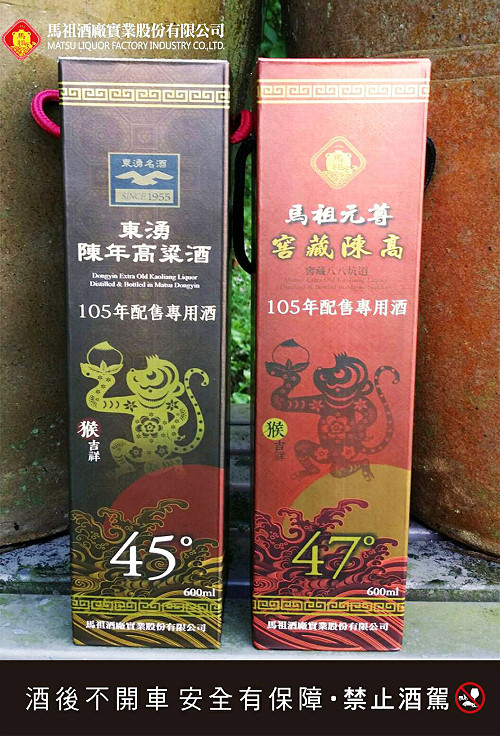 馬祖酒廠實業股份有限公司
MATSU LIQUOR FACTORY INDUSTRY CO.,LTD.
東湧名酒
SINCE 1955
東湧
陳年高粱酒
Dongyin Extra Old Kaoliang Liquor
Distilled & Bottled in Matsu Dongyin
105年配售專用酒
猴
吉祥
45°
600ml
馬祖酒廠實業股份有限公司
馬祖元尊
窖藏陳高
窖藏八八坑道
105年配售專用酒
猴
吉祥
47°
600ml
馬祖酒廠實業股份有限公司
酒後不開車 安全有保障•禁止酒駕